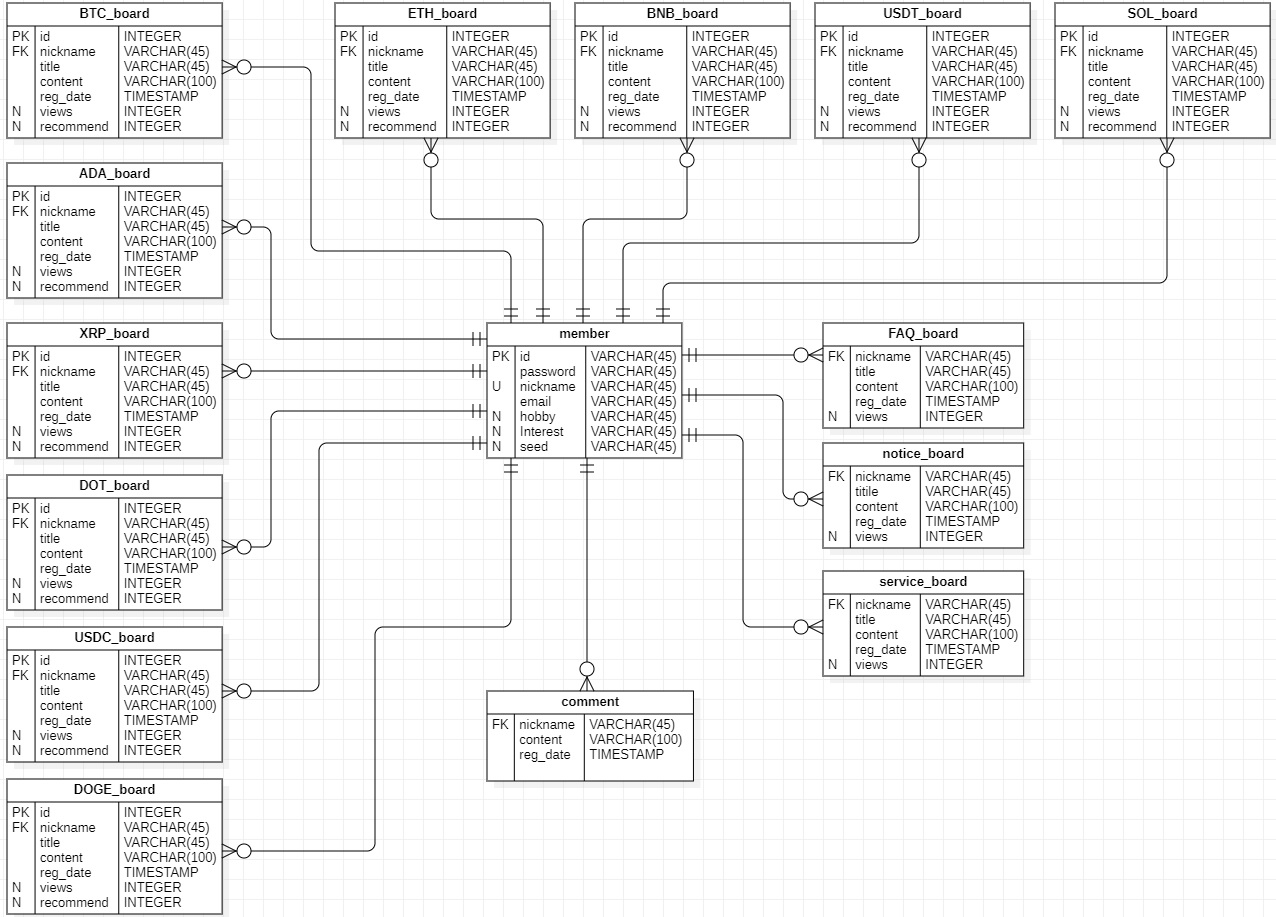 BTC_board
PK id INTEGER
FK nickname VARCHAR(45)
title VARCHAR(45)
content VARCHAR(100)
reg_date TIMESTAMP
N views INTEGER
N recommend INTEGER
ETH_board
PK id INTEGER
FK nickname VARCHAR(45)
title VARCHAR(45)
content VARCHAR(100)
reg_date TIMESTAMP
N views INTEGER
N recommend INTEGER
BNB_board
PK id INTEGER
FK nickname VARCHAR(45)
title VARCHAR(45)
content VARCHAR(100)
reg_date TIMESTAMP
N views INTEGER
N recommend INTEGER
USDT_board
PK id INTEGER
FK nickname VARCHAR(45)
title VARCHAR(45)
content VARCHAR(100)
reg_date TIMESTAMP
N views INTEGER
N recommend INTEGER
SOL_board
PK id INTEGER
FK nickname VARCHAR(45)
title VARCHAR(45)
content VARCHAR(100)
reg_date TIMESTAMP
N views INTEGER
N recommend INTEGER
ADA_board
PK id INTEGER
FK nickname VARCHAR(45)
title VARCHAR(45)
content VARCHAR(100)
reg_date TIMESTAMP
N views INTEGER
N recommend INTEGER
XRP_board
PK id INTEGER
FK nickname VARCHAR(45)
title VARCHAR(45)
content VARCHAR(100)
reg_date TIMESTAMP
N views INTEGER
N recommend INTEGER
member
PK id VARCHAR(45)
password VARCHAR(45)
U nickname VARCHAR(45)
email VARCHAR(45)
N hobby VARCHAR(45)
N Interest VARCHAR(45)
N seed VARCHAR(45)
FAQ_board
FK nickname VARCHAR(45)
title VARCHAR(45)
content VARCHAR(100)
reg_date TIMESTAMP
N views INTEGER
notice_board
FK nickname VARCHAR(45)
titile VARCHAR(45)
content VARCHAR(100)
reg_date TIMESTAMP
N views INTEGER
DOT_board
PK id INTEGER
FK nickname VARCHAR(45)
title VARCHAR(45)
content VARCHAR(100)
reg_date TIMESTAMP
N views INTEGER
N recommend INTEGER
service_board
FK nickname VARCHAR(45)
title VARCHAR(45)
content VARCHAR(100)
reg_date TIMESTAMP
N views INTEGER
USDC_board
PK id INTEGER
FK nickname VARCHAR(45)
title VARCHAR(45)
content VARCHAR(100)
reg_date TIMESTAMP
N views INTEGER
N recommend INTEGER
comment
FK nickname VARCHAR(45)
content VARCHAR(100)
reg_date TIMESTAMP
DOGE_board
PK id INTEGER
FK nickname VARCHAR(45)
title VARCHAR(45)
content VARCHAR(100)
reg_date TIMESTAMP
N views INTEGER
N recommend INTEGER